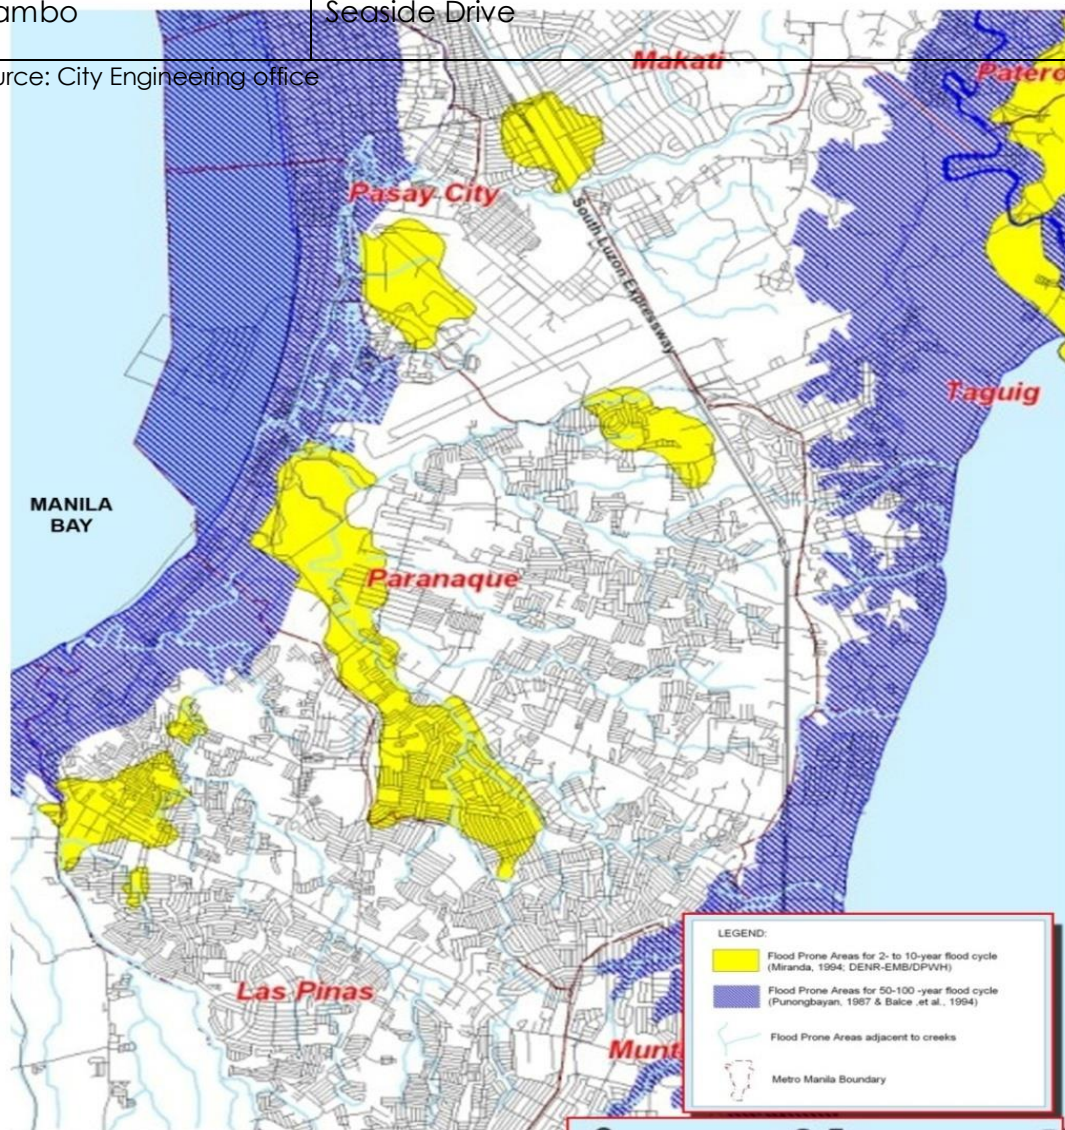 ambo
Seaside Drive
urce: City Engineering office
Makati
Patero
Pasay City
South Luzon Expressway
Taguig
MANILA
BAY
Paranaque
Las Pinas
Munt
LEGEND:
Flood Prone Areas for 2- to 10-year flood cycle
(Miranda, 1994; DENR-EMB/DPWH)
Flood Prone Areas for 50-100 -year flood cycle
(Punongbayan, 1987 & Balce ,et al., 1994)
Flood Prone Areas adjacent to creeks
Metro Manila Boundary